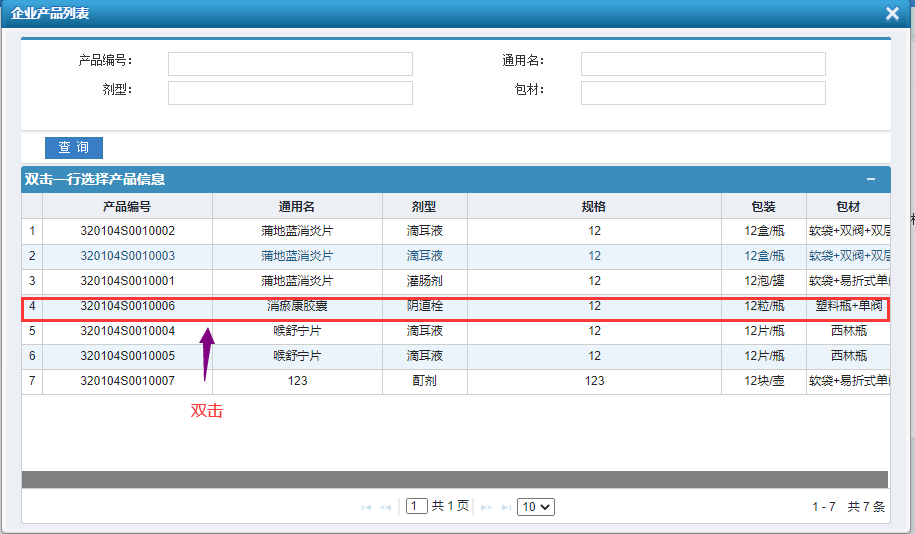 企业产品列表
产品编号： 通用名：
剂型： 包材：
查 询
双击一行选择产品信息
产品编号 通用名 剂型 规格 包装 包材
1 320104S0010002 蒲地蓝消炎片 滴耳液 12 12盒/瓶 软袋+双阀+双层
2 320104S0010003 蒲地蓝消炎片 滴耳液 12 12盒/瓶 软袋+双阀+双层
3 320104S0010001 蒲地蓝消炎片 灌肠剂 12 12泡/罐 软袋+易折式单阀
4 320104S0010006 消瘀康胶囊 阴道栓 12 12粒/瓶 塑料瓶+单阀
5 320104S0010004 喉舒宁片 滴耳液 12 12片/瓶 西林瓶
6 320104S0010005 喉舒宁片 滴耳液 12 12片/瓶 西林瓶
7 320104S0010007 123 酊剂 123 12块/壶 软袋+易折式单阀
双击
1 共 1 页 10 1 - 7 共 7 条